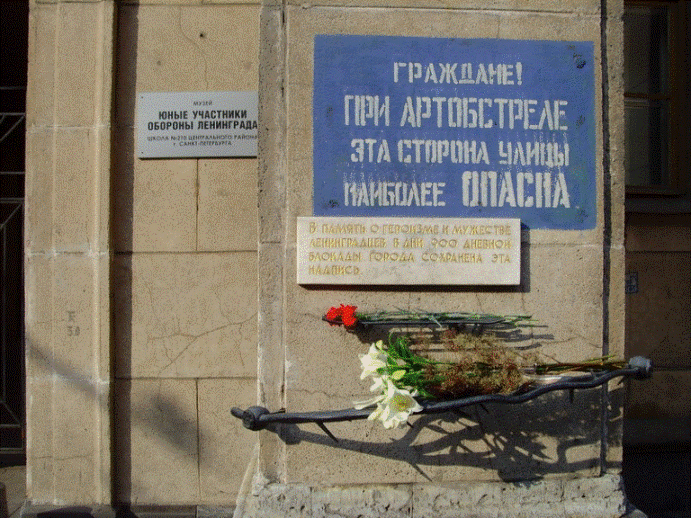 МУЗЕЙ
ЮНЫЕ УЧАСТНИКИ
ОБОРОНЫ ЛЕНИНГРАДА
ШКОЛА №210 ЦЕНТРАЛЬНОГО РАЙОНА
г. САНКТ-ПЕТЕРБУРГА
ГРАЖДАНЕ!
ПРИ АРТОБСТРЕЛЕ
ЭТА СТОРОНА УЛИЦЫ
НАИБОЛЕЕ ОПАСНА
В ПАМЯТЬ О ГЕРОИЗМЕ И МУЖЕСТВЕ
ЛЕНИНГРАДЦЕВ В ДНИ 900 ДНЕВНОЙ
БЛОКАДЫ ГОРОДА СОХРАНЕНА ЭТА
НАДПИСЬ.